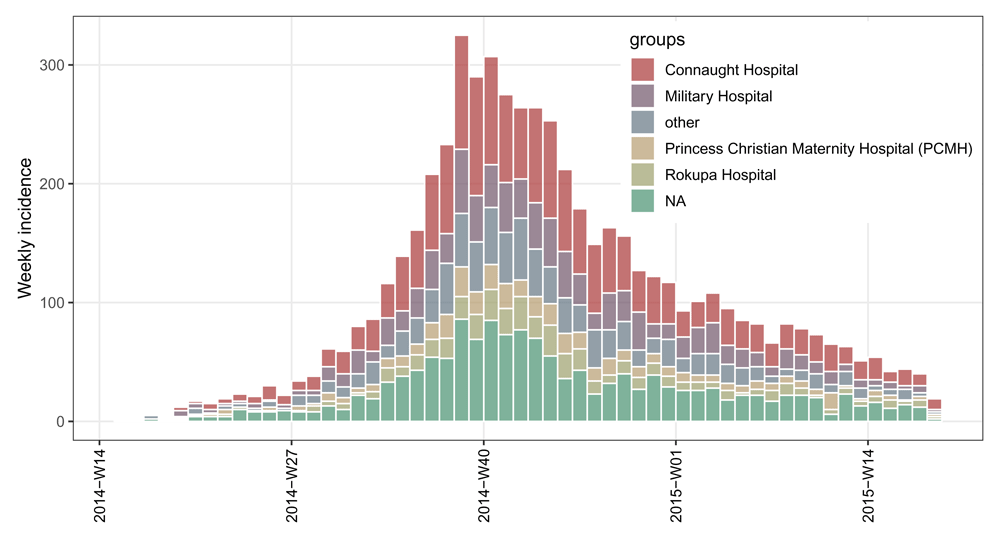 Weekly incidence
300
200
100
0
groups
Connaught Hospital
Military Hospital
other
Princess Christian Maternity Hospital (PCMH)
Rokupa Hospital
NA
2014−W14
2014−W27
2014−W40
2015−W01
2015−W14